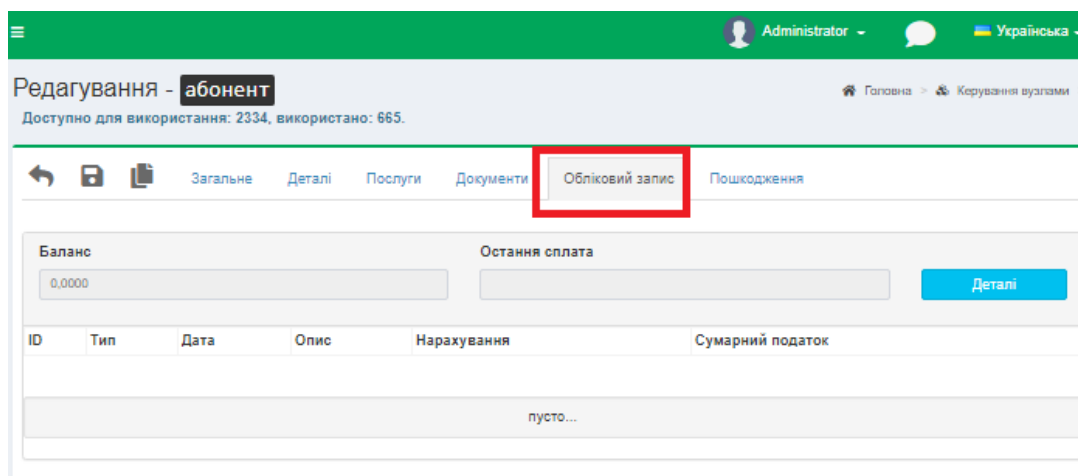 Administrator
Українська
Редагування - абонент
Головна > Керування вузлами
Доступно для використання: 2334, використано: 665.
Загальне Деталі Послуги Документи Обліковий запис Пошкодження
Баланс Остання сплата
0,0000
Деталі
ID Тип Дата Опис Нарахування Сумарний податок
пусто...